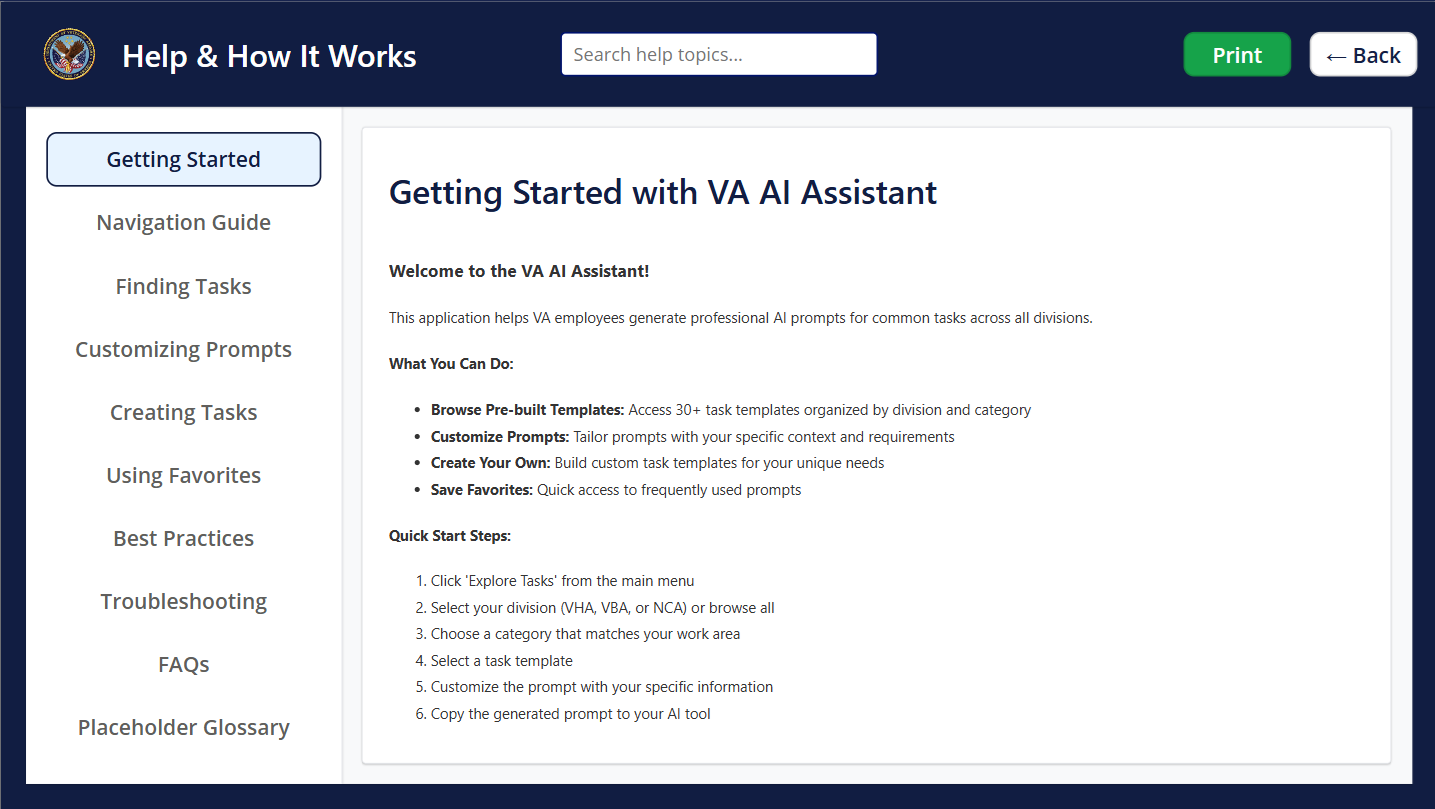 Help & How It Works
Search help topics...
Print
← Back
Getting Started
Navigation Guide
Finding Tasks
Customizing Prompts
Creating Tasks
Using Favorites
Best Practices
Troubleshooting
FAQs
Placeholder Glossary
Getting Started with VA AI Assistant
Welcome to the VA AI Assistant!
This application helps VA employees generate professional AI prompts for common tasks across all divisions.
What You Can Do:
• Browse Pre-built Templates: Access 30+ task templates organized by division and category
• Customize Prompts: Tailor prompts with your specific context and requirements
• Create Your Own: Build custom task templates for your unique needs
• Save Favorites: Quick access to frequently used prompts
Quick Start Steps:
1. Click 'Explore Tasks' from the main menu
2. Select your division (VHA, VBA, or NCA) or browse all
3. Choose a category that matches your work area
4. Select a task template
5. Customize the prompt with your specific information
6. Copy the generated prompt to your AI tool